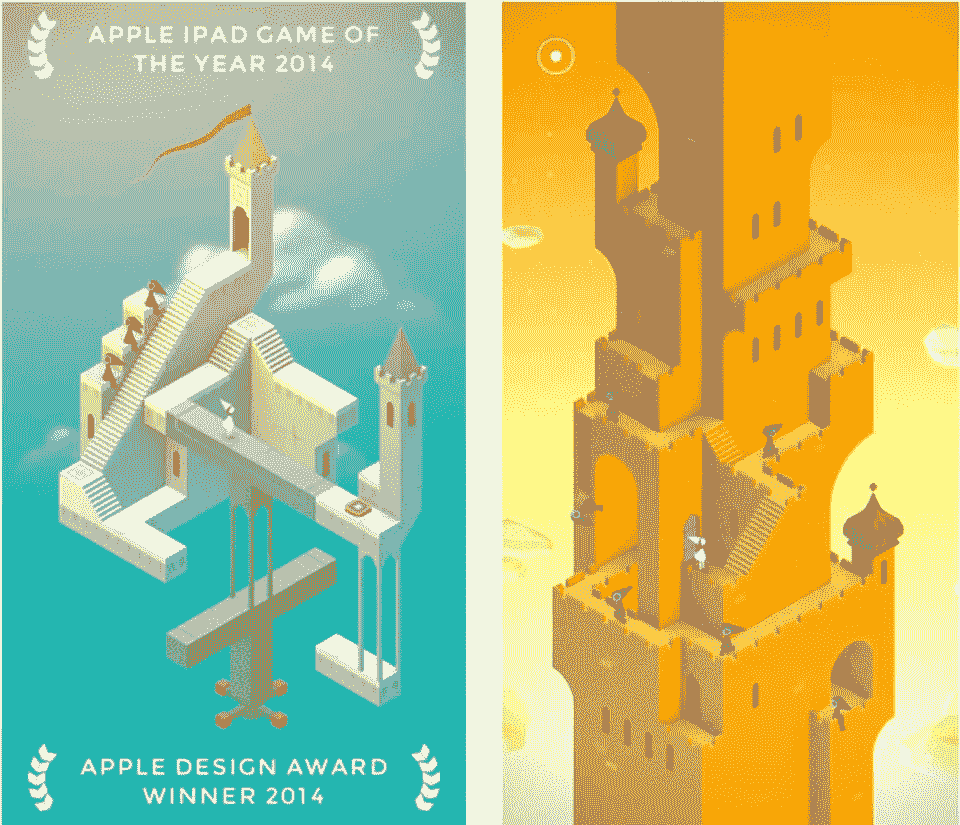 APPLE IPAD GAME OF
THE YEAR 2014
APPLE DESIGN AWARD
WINNER 2014